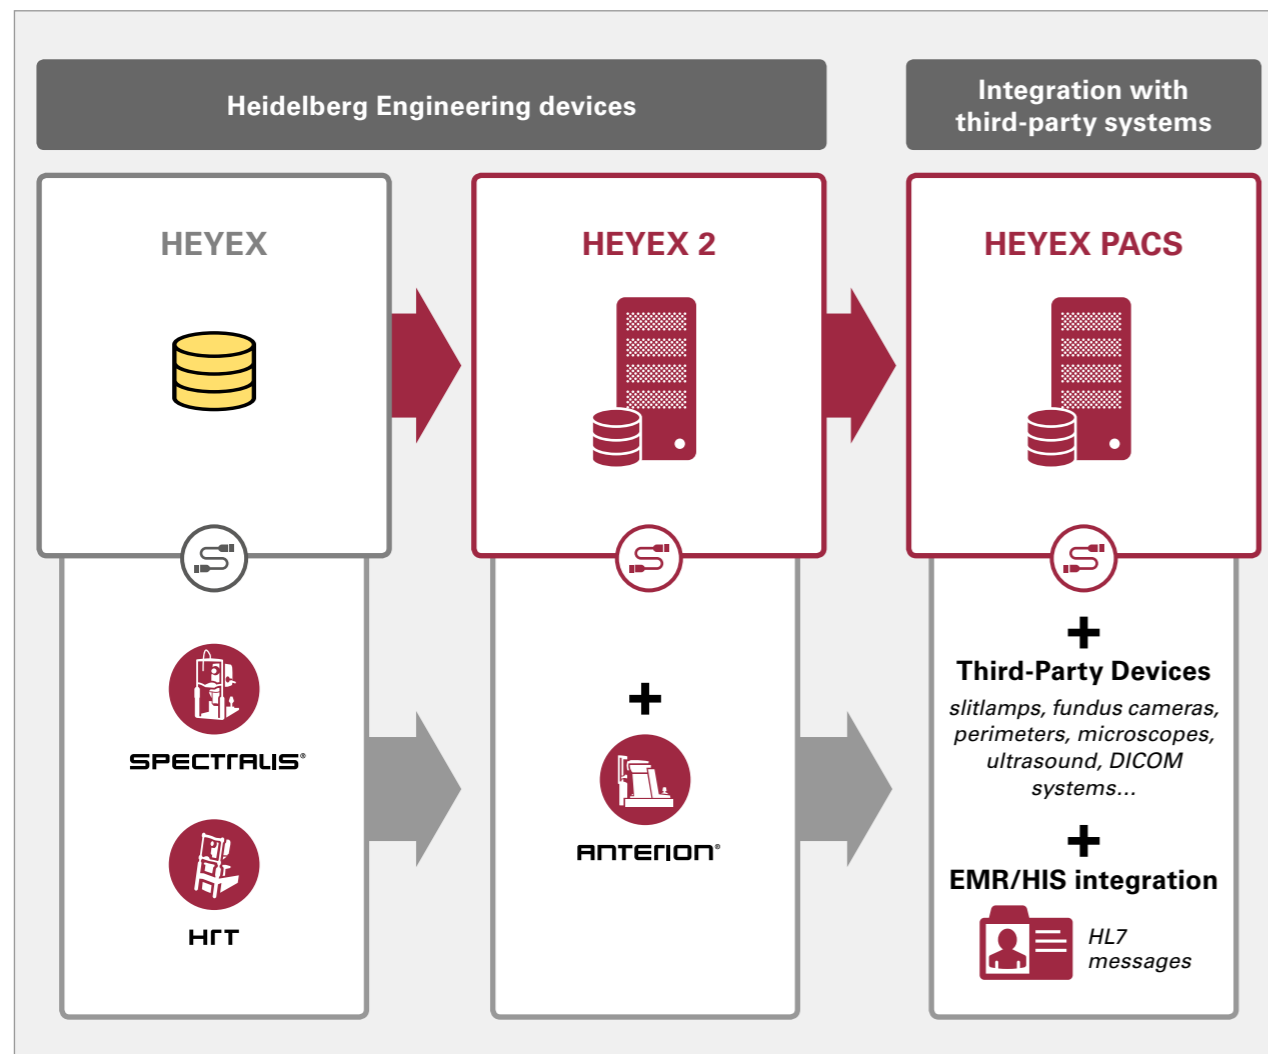 Heidelberg Engineering devices
Integration with
third-party systems
HEYEX
HEYEX 2
HEYEX PACS
SPECTRALIS®
HRT
+
ANTERION®
+
Third-Party Devices
slitlamps, fundus cameras,
perimeters, microscopes,
ultrasound, DICOM
systems...
+
EMR/HIS integration
HL7
messages